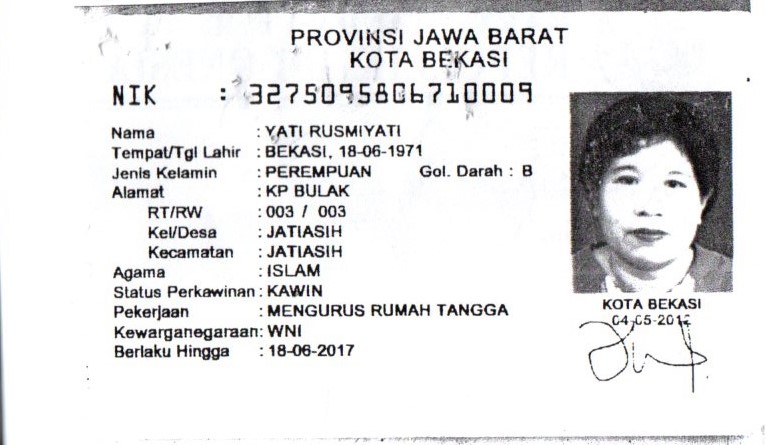 PROVINSI JAWA BARAT
KOTA BEKASI
NIK : 3275095806710009
Nama : YATI RUSMIYATI
Tempat/Tgl Lahir : BEKASI, 18-06-1971
Jenis Kelamin : PEREMPUAN Gol. Darah : B
Alamat : KP BULAK
RT/RW : 003 / 003
Kel/Desa : JATIASIH
Kecamatan : JATIASIH
Agama : ISLAM
Status Perkawinan : KAWIN
Pekerjaan : MENGURUS RUMAH TANGGA
Kewarganegaraan: WNI
Berlaku Hingga : 18-06-2017
KOTA BEKASI
04-05-2012